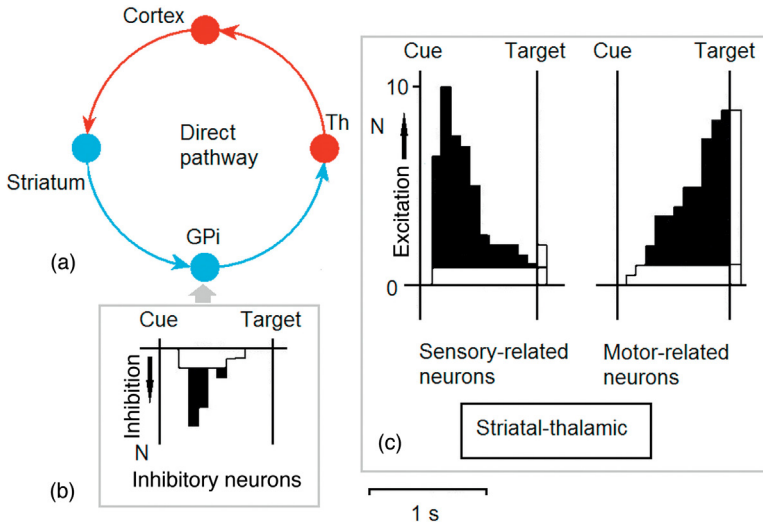 Cortex
Direct
pathway
Th
Striatum
GPi
(a)
Cue
Target
Inhibition
N
Inhibitory neurons
(b)
Cue
Target
Cue
Target
10
N
Excitation
0
Sensory-related
neurons
Motor-related
neurons
(c)
Striatal-thalamic
1 s